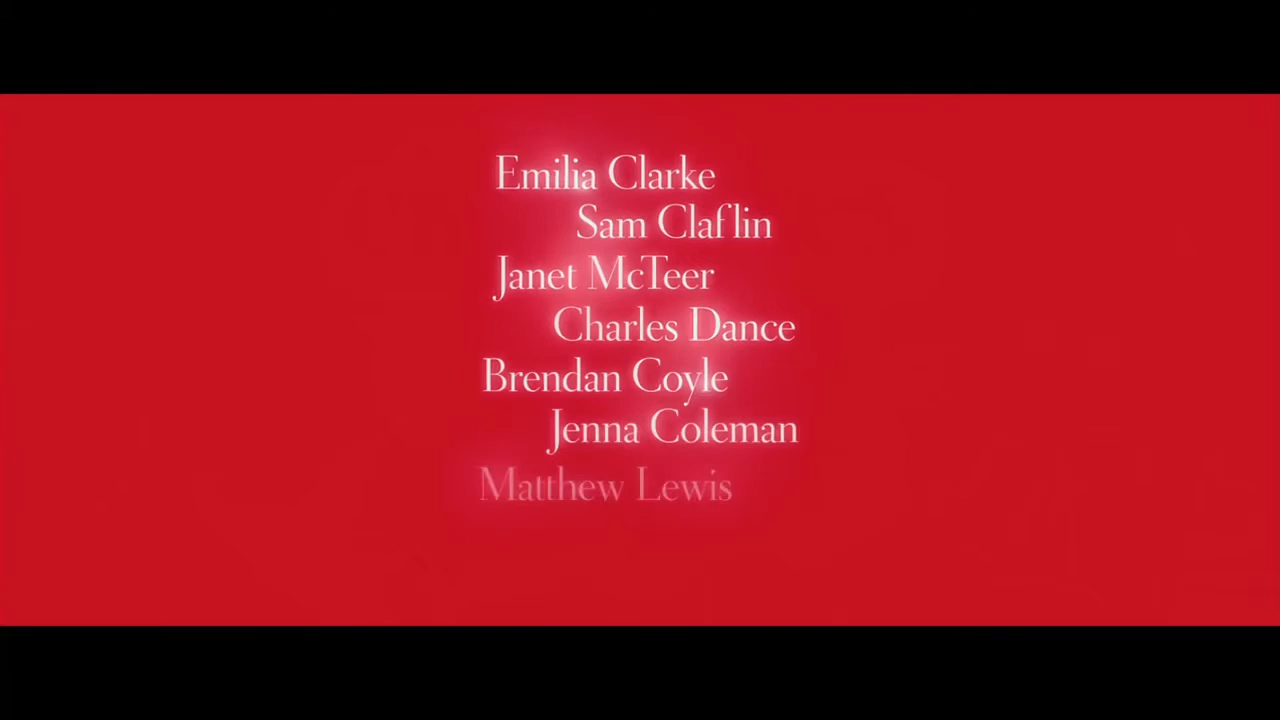 Emilia Clarke
Sam Claflin
Janet McTeer
Charles Dance
Brendan Coyle
Jenna Coleman
Matthew Lewis